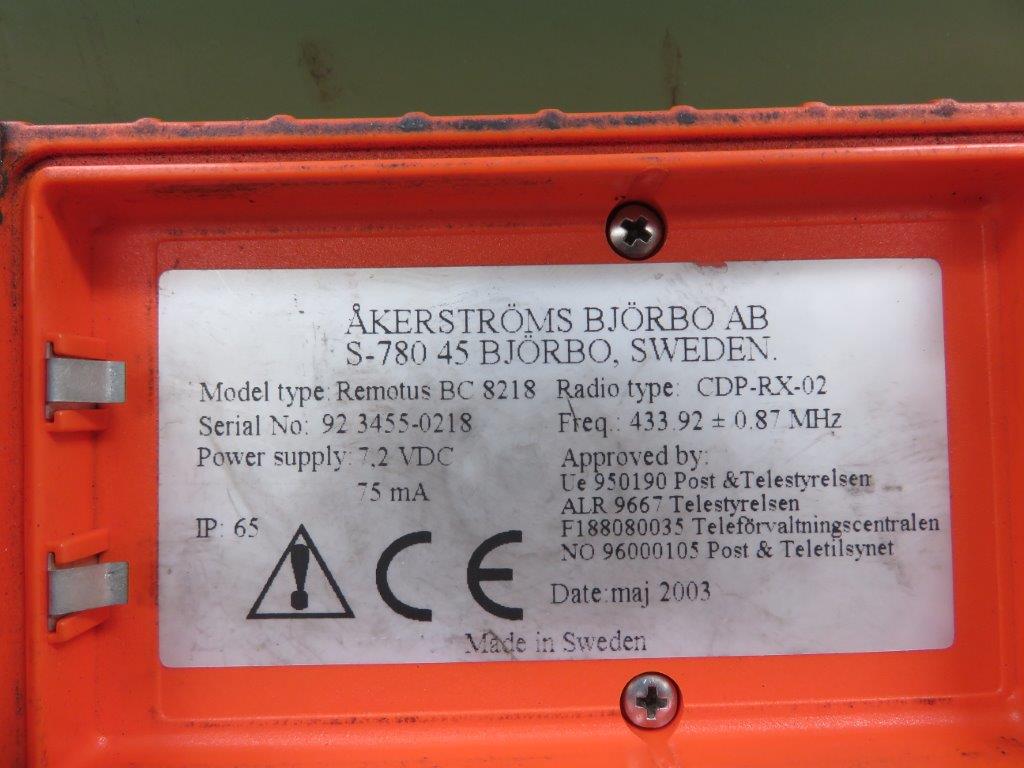 ÅKERSTRÖMS BJÖRBO AB
S-780 45 BJÖRBO, SWEDEN.
Model type: Remotus BC 8218 Radio type: CDP-RX-02
Serial No: 92 3455-0218 Freq.: 433.92 ± 0.87 MHz
Power supply: 7,2 VDC
75 mA
IP: 65
Approved by:
Ue 950190 Post &Telestyrelsen
ALR 9667 Telestyrelsen
F188080035 Teleförvaltningscentralen
NO 96000105 Post & Teletilsynet
CE
Date:maj 2003
Made in Sweden